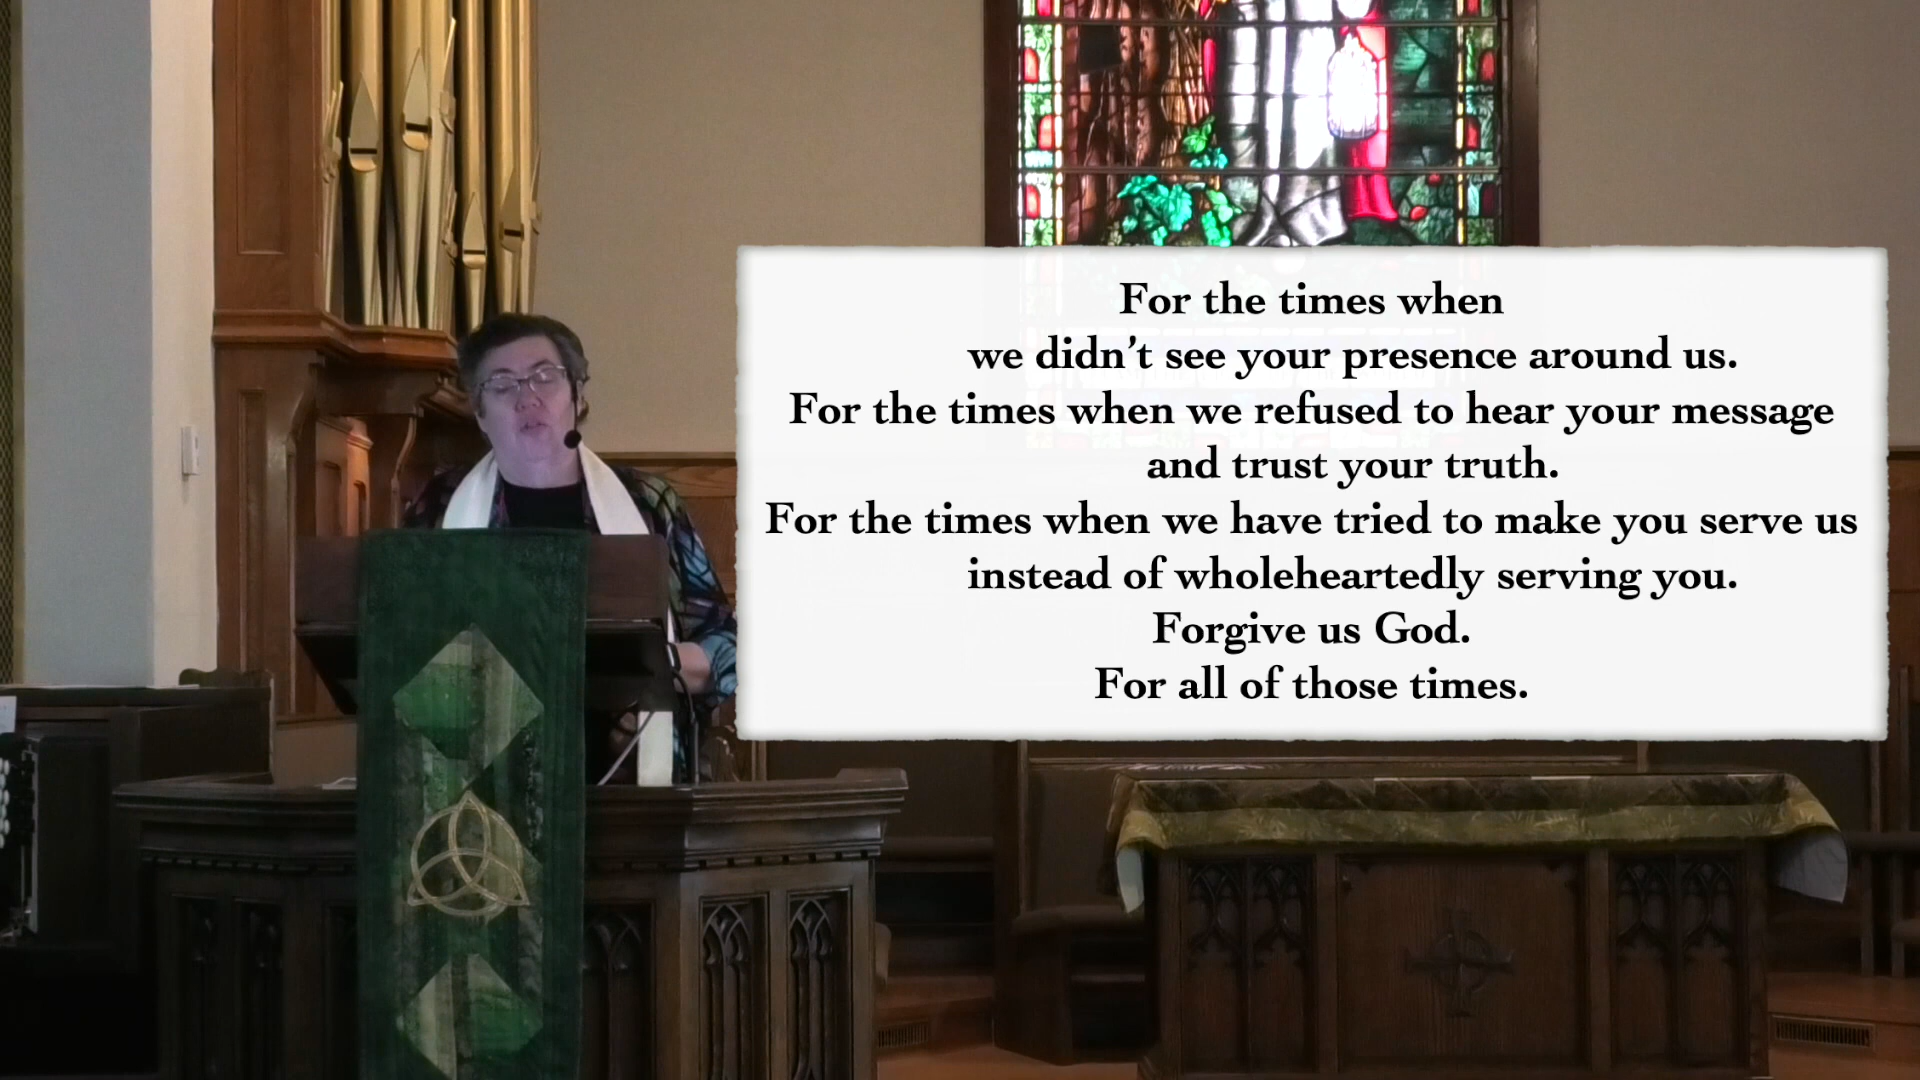 For the times when
we didn’t see your presence around us.
For the times when we refused to hear your message
and trust your truth.
For the times when we have tried to make you serve us
instead of wholeheartedly serving you.
Forgive us God.
For all of those times.